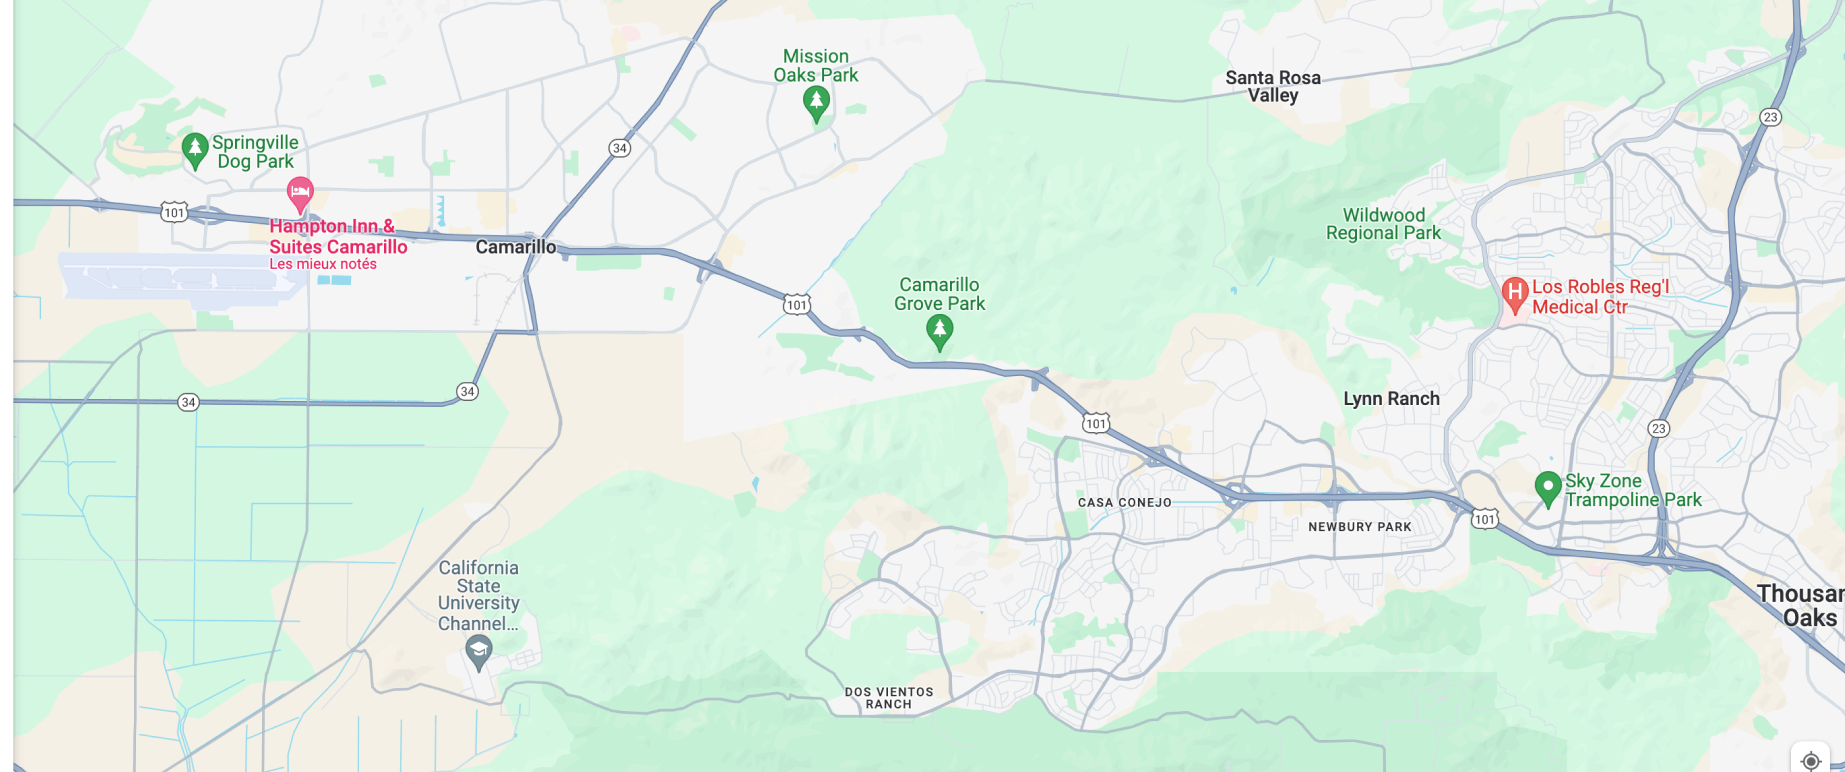 Mission
Oaks Park
Santa Rosa
Valley
23
34
Springville
Dog Park
101
Hampton Inn &
Suites Camarillo
Les mieux notés
Camarillo
Wildwood
Regional Park
Camarillo
Grove Park
101
Los Robles Reg'l
Medical Ctr
34
34
Lynn Ranch
101
23
CASA CONEJO
NEWBURY PARK
101
Sky Zone
Trampoline Park
California
State
University
Channel...
Thousan
Oaks
DOS VIENTOS
RANCH